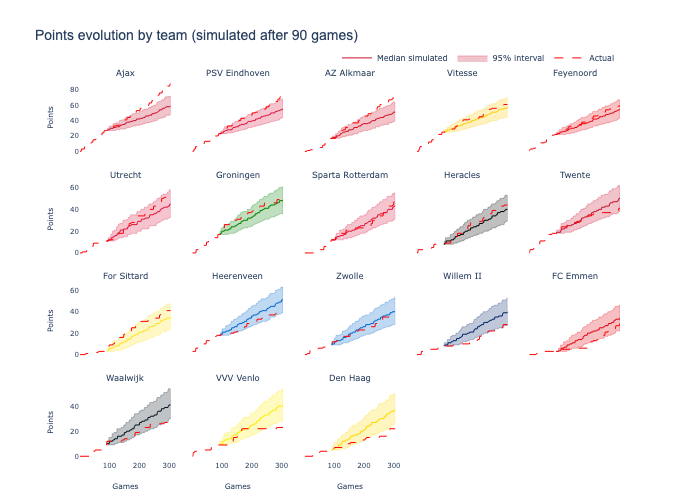 Points evolution by team (simulated after 90 games)
Median simulated 95% interval Actual
Ajax PSV Eindhoven AZ Alkmaar Vitesse Feyenoord
80
60
40
20
0
Points
Utrecht Groningen Sparta Rotterdam Heracles Twente
60
40
20
0
Points
For Sittard Heerenveen Zwolle Willem II FC Emmen
60
40
20
0
Points
Waalwijk VVV Venlo Den Haag
40
20
0
Points
100 200 300 100 200 300 100 200 300
Games Games Games